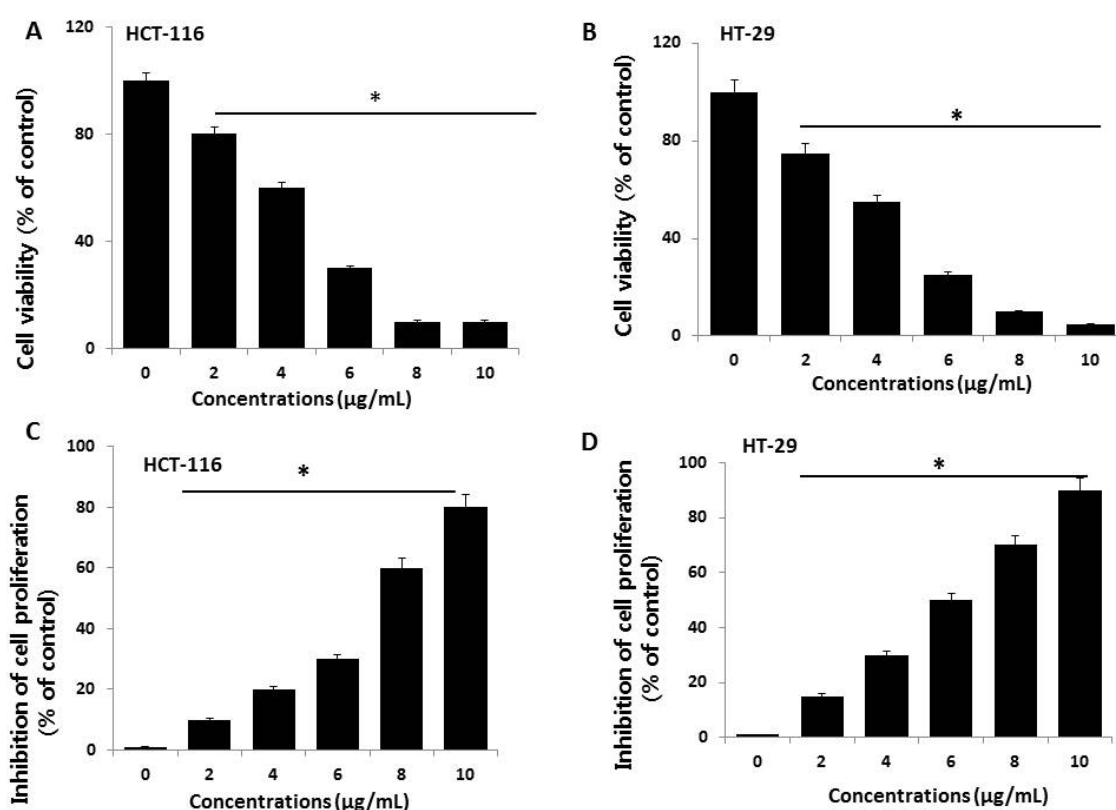 A
HCT-116
Cell viability (% of control)
120
80
40
0
*
0 2 4 6 8 10
Concentrations (µg/mL)
B
HT-29
Cell viability (% of control)
120
80
40
0
*
0 2 4 6 8 10
Concentrations (µg/mL)
C
HCT-116
Inhibition of cell proliferation
(% of control)
100
80
60
40
20
0
*
0 2 4 6 8 10
Concentrations (µg/mL)
D
HT-29
Inhibition of cell proliferation
(% of control)
100
80
60
40
20
0
*
0 2 4 6 8 10
Concentrations (µg/mL)